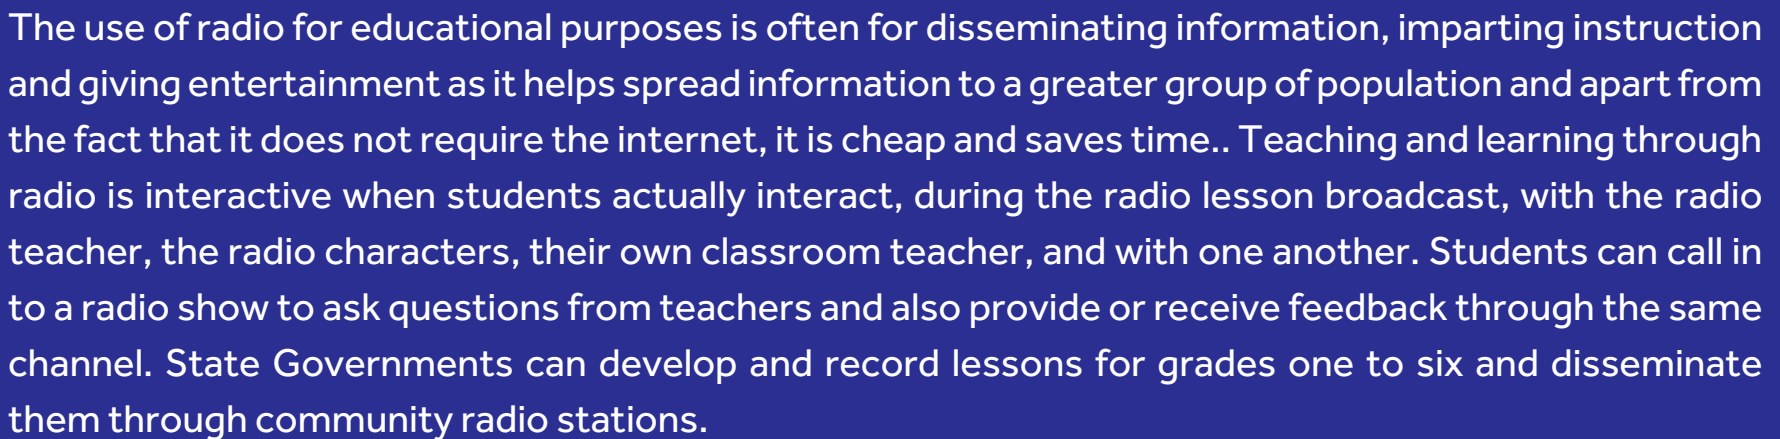 The use of radio for educational purposes is often for disseminating information, imparting instruction
and giving entertainment as it helps spread information to a greater group of population and apart from
the fact that it does not require the internet, it is cheap and saves time.. Teaching and learning through
radio is interactive when students actually interact, during the radio lesson broadcast, with the radio
teacher, the radio characters, their own classroom teacher, and with one another. Students can call in
to a radio show to ask questions from teachers and also provide or receive feedback through the same
channel. State Governments can develop and record lessons for grades one to six and disseminate
them through community radio stations.